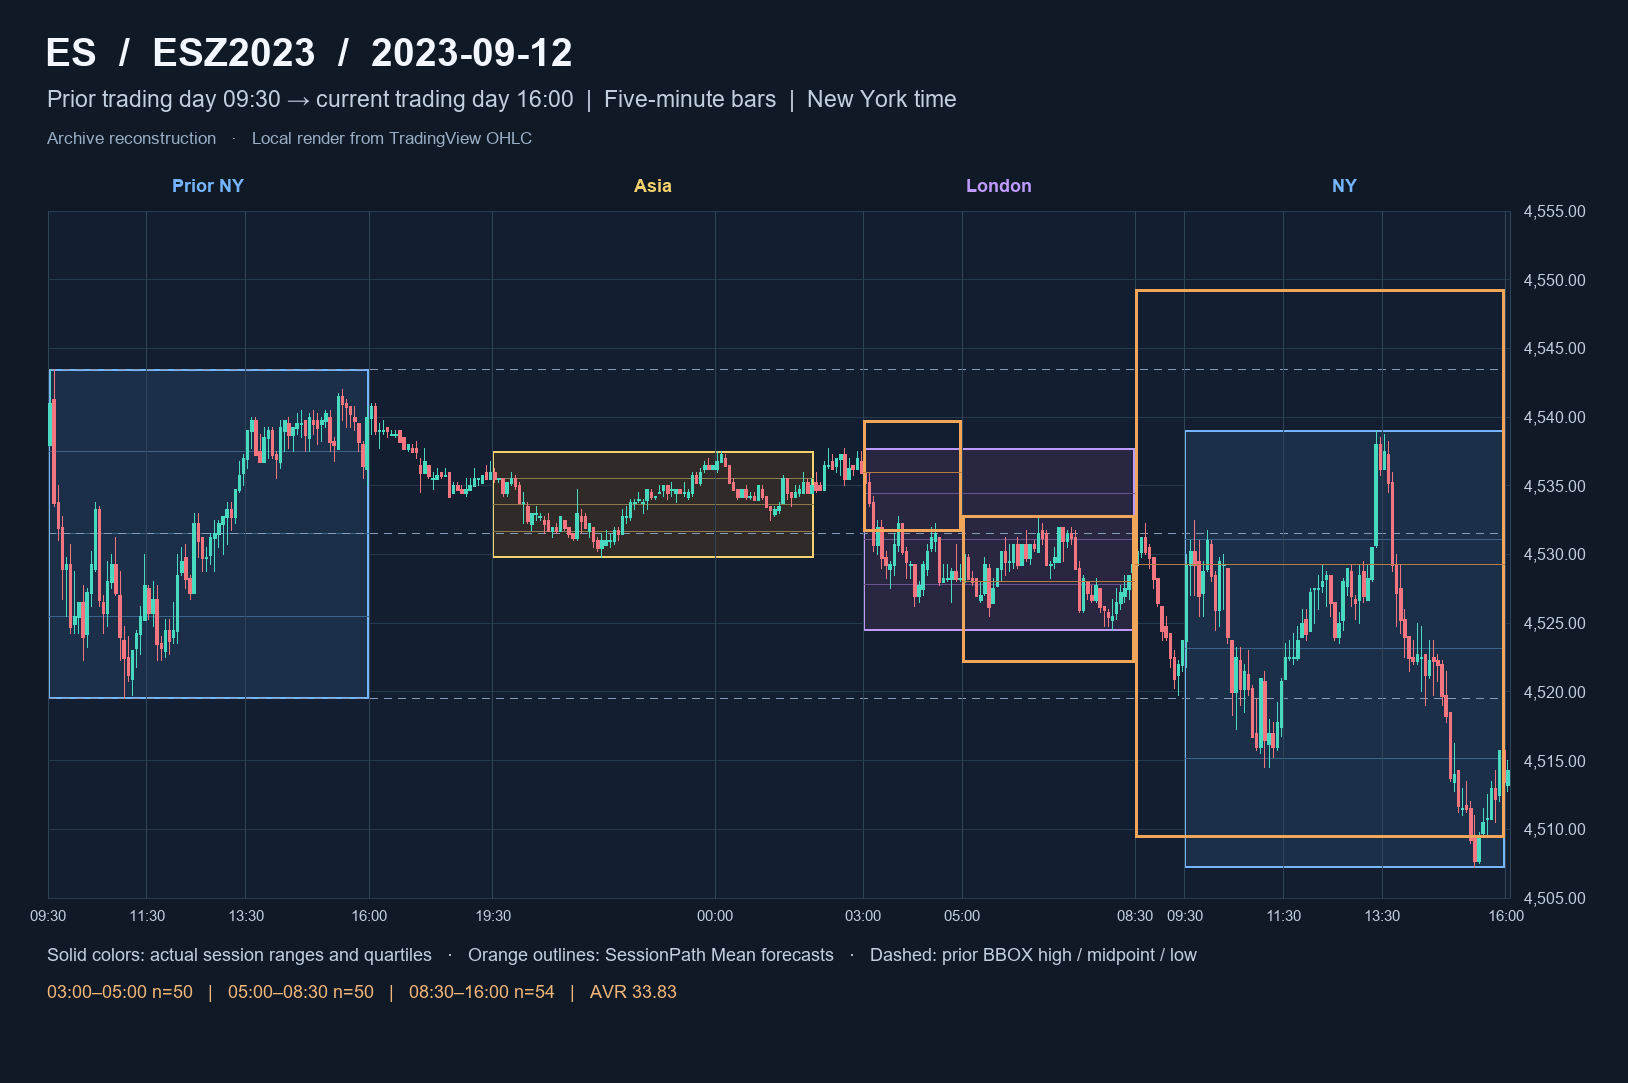 ES / ESZ2023 / 2023-09-12
Prior trading day 09:30 → current trading day 16:00 | Five-minute bars | New York time
Archive reconstruction · Local render from TradingView OHLC
Prior NY Asia London NY
4,555.00
4,550.00
4,545.00
4,540.00
4,535.00
4,530.00
4,525.00
4,520.00
4,515.00
4,510.00
4,505.00
09:30 11:30 13:30 16:00 19:30 00:00 03:00 05:00 08:30 09:30 11:30 13:30 16:00
Solid colors: actual session ranges and quartiles · Orange outlines: SessionPath Mean forecasts · Dashed: prior BBOX high / midpoint / low
03:00–05:00 n=50 | 05:00–08:30 n=50 | 08:30–16:00 n=54 | AVR 33.83